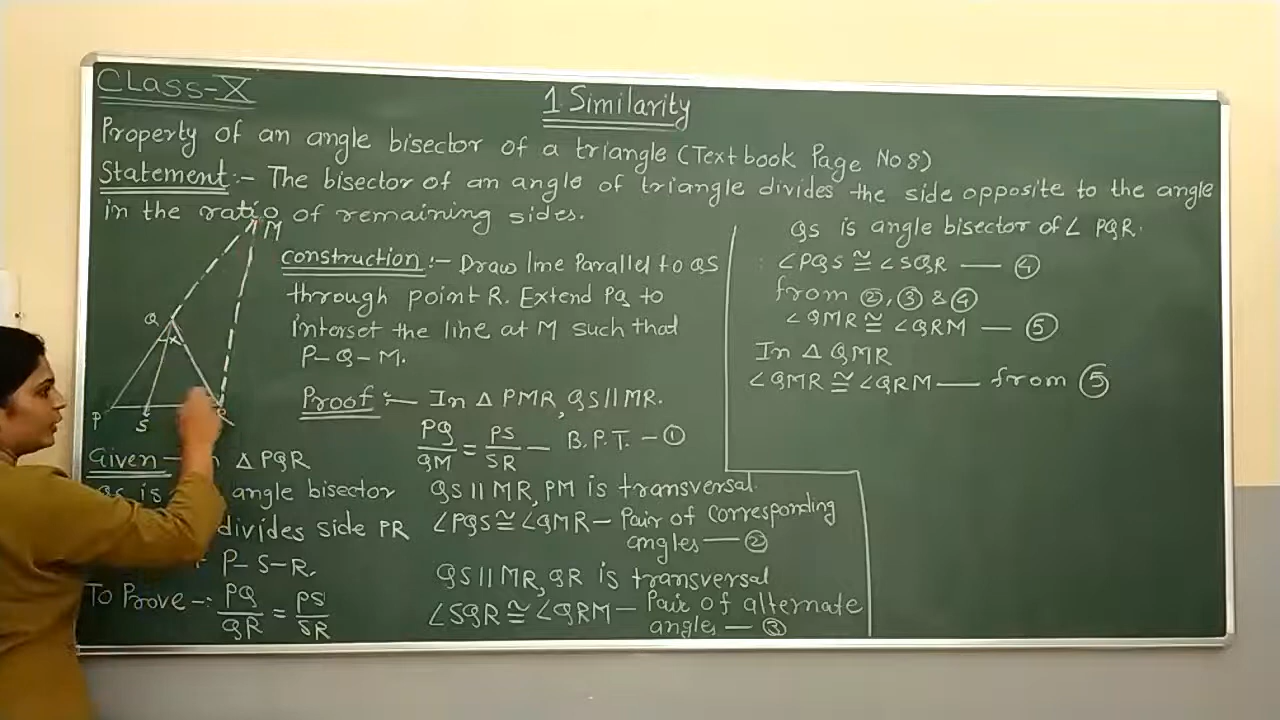 CLASS-X
1 Similarity
Property of an angle bisector of a triangle (Textbook Page No 8)
Statement:- The bisector of an angle of triangle divides the side opposite to the angle
in the ratio of remaining sides.
M
Q
x
P
S
construction:- Draw line Parallel to QS
through point R. Extend PQ to
interset the line at M such that
P-Q-M.
Given- In △ PQR
QS is angle bisector
divides side PR
P-S-R.
To Prove-: PQ/QR = PS/SR
Proof:- In △ PMR, QS∥MR.
PQ/QM = PS/SR - B.P.T. - ①
QS∥MR, PM is transversal.
∠PQS ≅ ∠QMR - Pair of corresponding
angles - ②
QS∥MR, QR is transversal
∠SQR ≅ ∠QRM - Pair of alternate
angles - ③
QS is angle bisector of ∠ PQR.
∠PQS ≅ ∠SQR - ④
from ②, ③ & ④
∠QMR ≅ ∠QRM - ⑤
In △ QMR
∠QMR ≅ ∠QRM - from ⑤